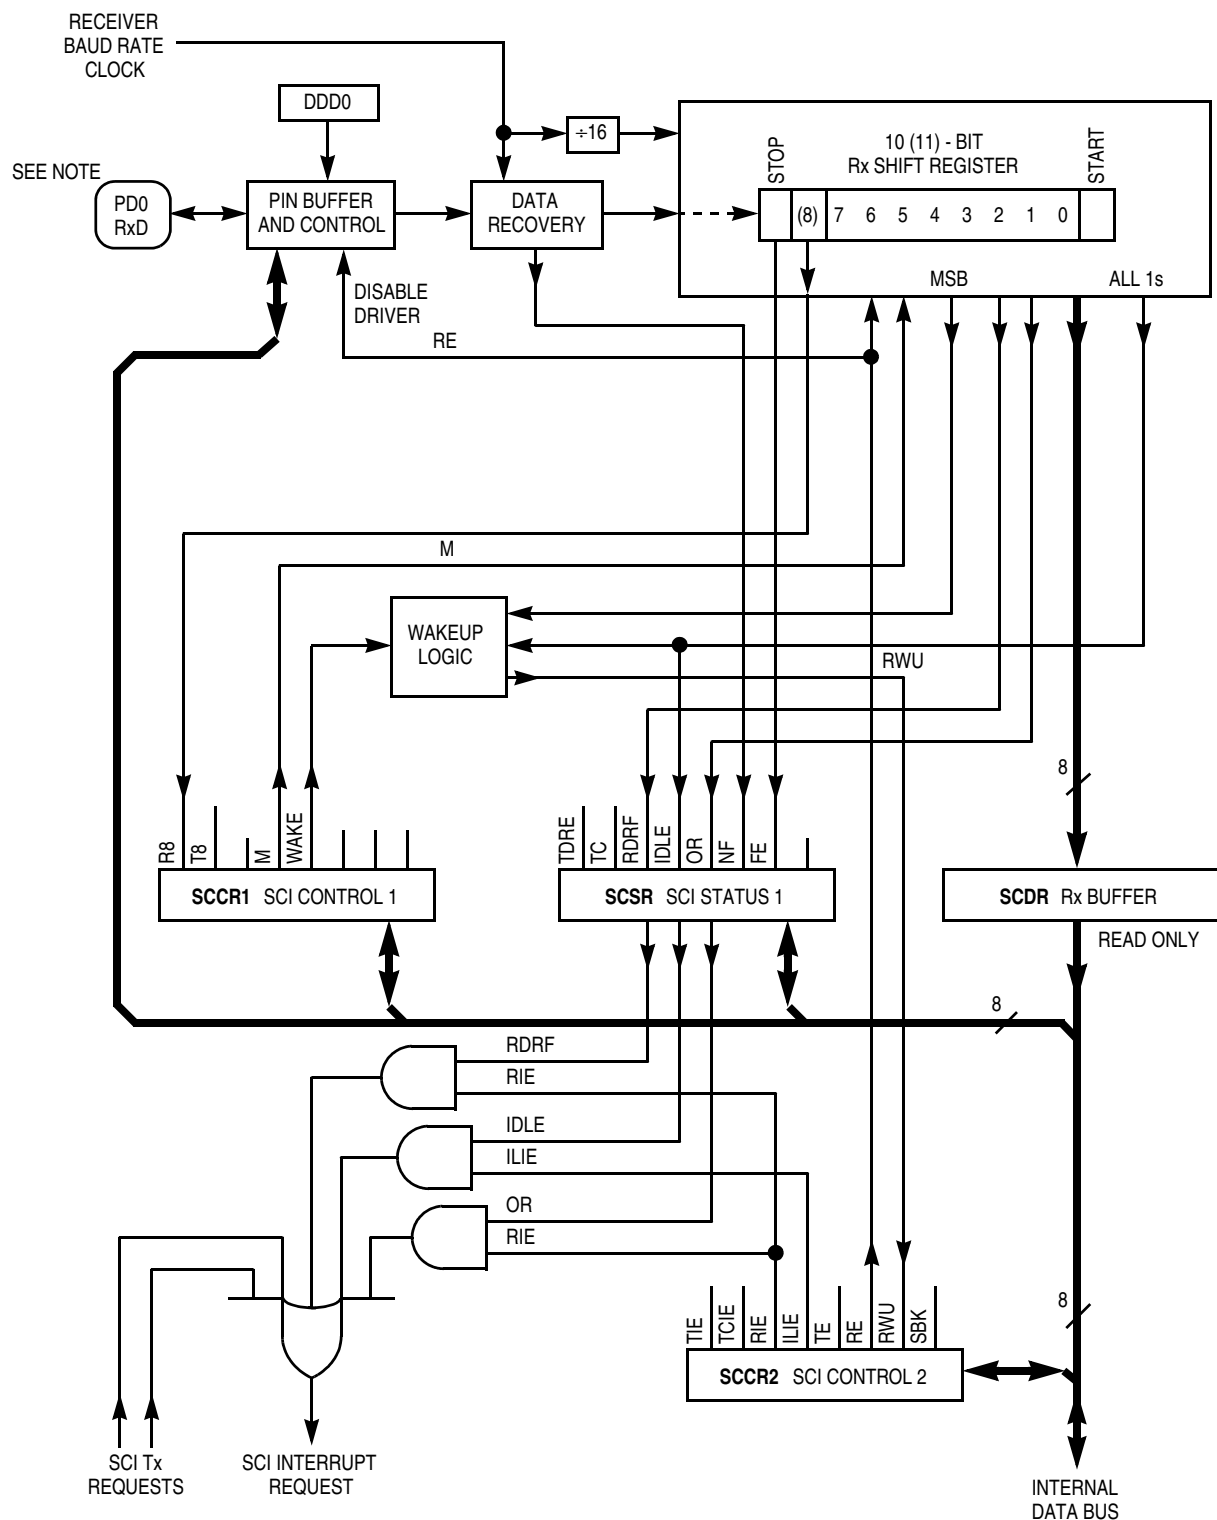 RECEIVER
BAUD RATE
CLOCK
DDD0
÷16
10 (11) - BIT
Rx SHIFT REGISTER
STOP
START
SEE NOTE
PD0
RxD
PIN BUFFER
AND CONTROL
DATA
RECOVERY
(8) 7 6 5 4 3 2 1 0
MSB
ALL 1s
DISABLE
DRIVER
RE
M
WAKEUP
LOGIC
RWU
8
R8
T8
M
WAKE
TDRE
TC
RDRF
IDLE
OR
NF
FE
SCCR1 SCI CONTROL 1
SCSR SCI STATUS 1
SCDR Rx BUFFER
READ ONLY
8
RDRF
RIE
IDLE
ILIE
OR
RIE
8
TIE
TCIE
RIE
ILIE
TE
RE
RWU
SBK
SCCR2 SCI CONTROL 2
SCI Tx
REQUESTS
SCI INTERRUPT
REQUEST
INTERNAL
DATA BUS